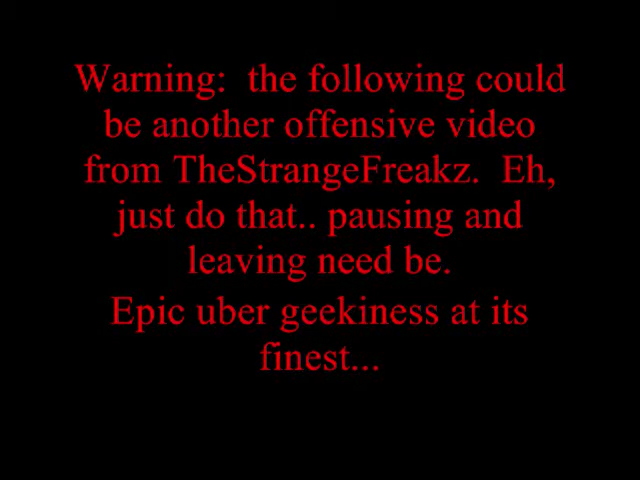 Warning:  the following could
be another offensive video
from TheStrangeFreakz.  Eh,
just do that.. pausing and
leaving need be.
Epic uber geekiness at its
finest...